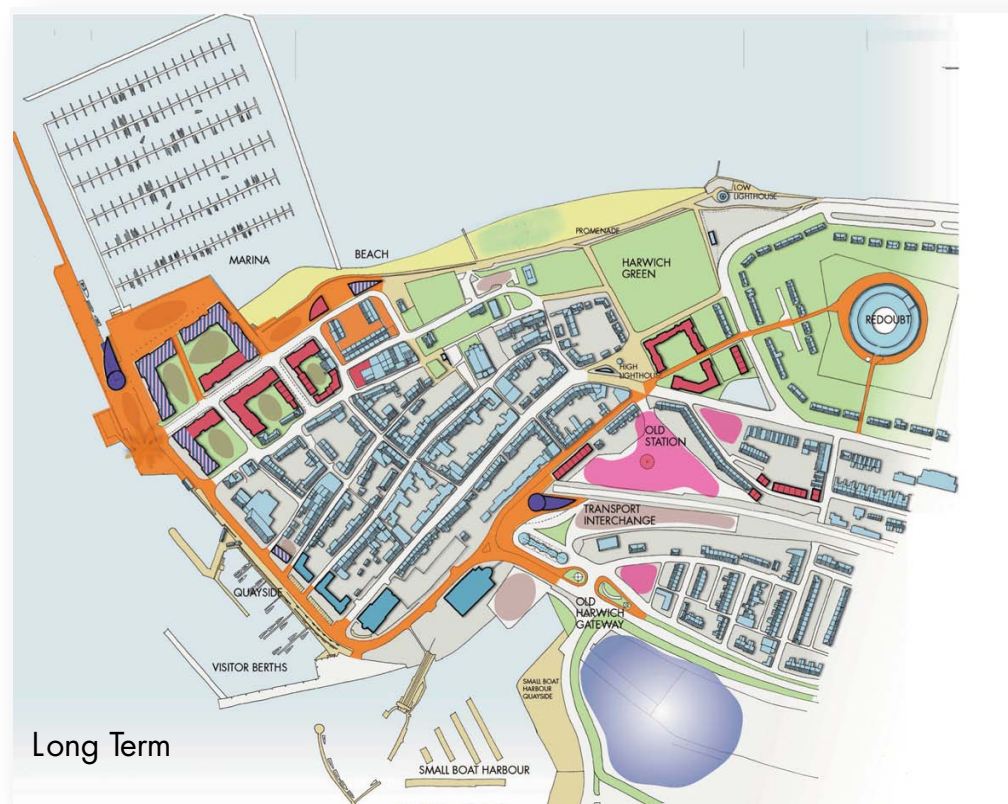 LOW
LIGHTHOUSE
PROMENADE
BEACH
MARINA
HARWICH
GREEN
REDOUBT
HIGH
LIGHTHOUSE
OLD
STATION
TRANSPORT
INTERCHANGE
QUAYSIDE
OLD
HARWICH
GATEWAY
VISITOR BERTHS
SMALL BOAT
HARBOUR
QUAYSIDE
Long Term
SMALL BOAT HARBOUR